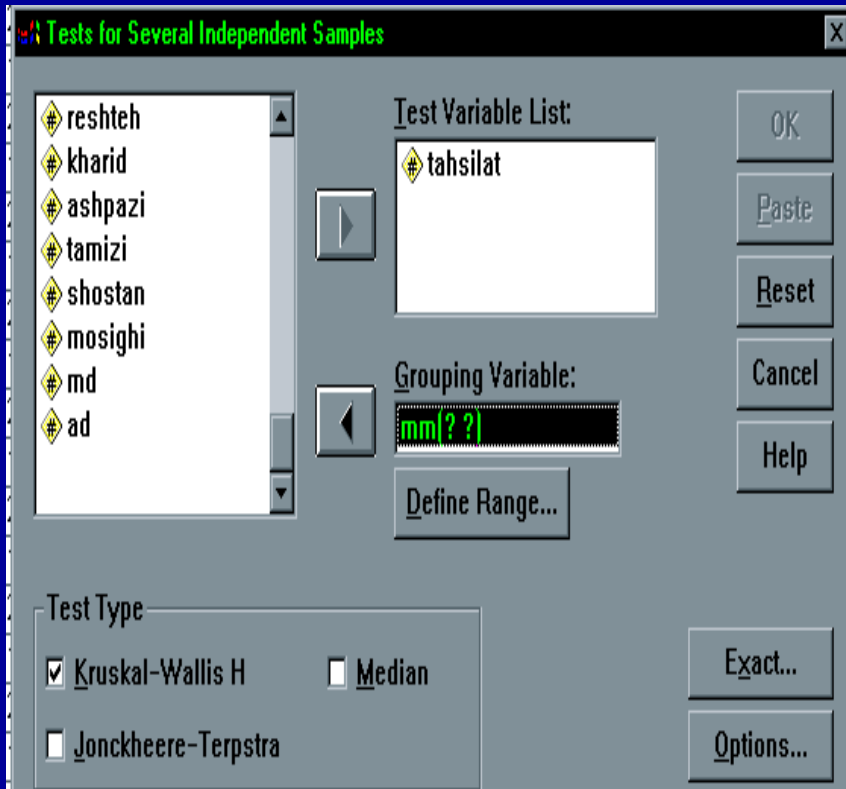 Tests for Several Independent Samples
reshteh
kharid
ashpazi
tamizi
shostan
mosighi
md
ad
Test Variable List:
tahsilat
Grouping Variable:
mm(? ?)
Define Range...
OK
Paste
Reset
Cancel
Help
Test Type
Kruskal-Wallis H
Median
Jonckheere-Terpstra
Exact...
Options...